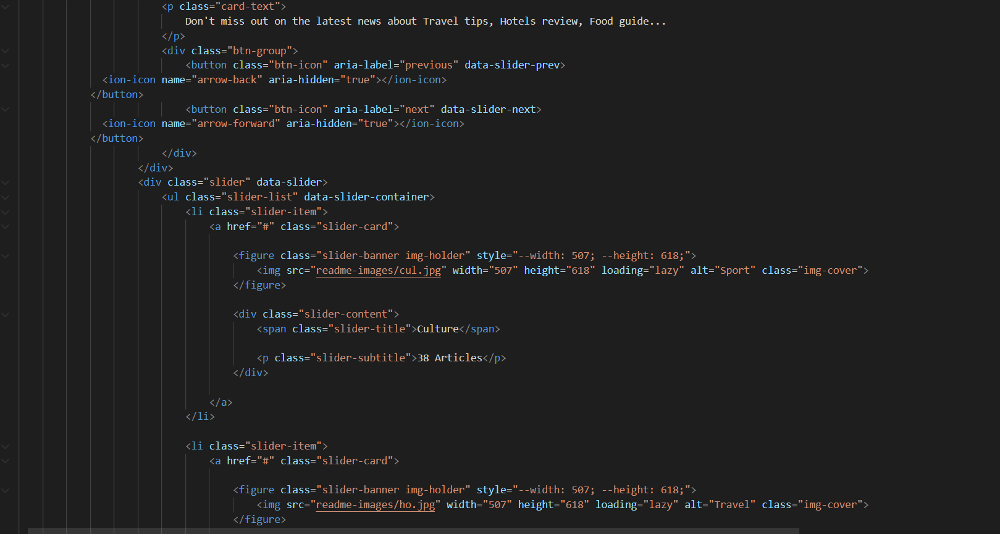 <p class="card-text">
Don't miss out on the latest news about Travel tips, Hotels review, Food guide...
</p>
<div class="btn-group">
<button class="btn-icon" aria-label="previous" data-slider-prev>
<ion-icon name="arrow-back" aria-hidden="true"></ion-icon>
</button>
<button class="btn-icon" aria-label="next" data-slider-next>
<ion-icon name="arrow-forward" aria-hidden="true"></ion-icon>
</button>
</div>
</div>
<div class="slider" data-slider>
<ul class="slider-list" data-slider-container>
<li class="slider-item">
<a href="#" class="slider-card">
<figure class="slider-banner img-holder" style="--width: 507; --height: 618;">
<img src="readme-images/cul.jpg" width="507" height="618" loading="lazy" alt="Sport" class="img-cover">
</figure>
<div class="slider-content">
<span class="slider-title">Culture</span>
<p class="slider-subtitle">38 Articles</p>
</div>
</a>
</li>
<li class="slider-item">
<a href="#" class="slider-card">
<figure class="slider-banner img-holder" style="--width: 507; --height: 618;">
<img src="readme-images/ho.jpg" width="507" height="618" loading="lazy" alt="Travel" class="img-cover">
</figure>